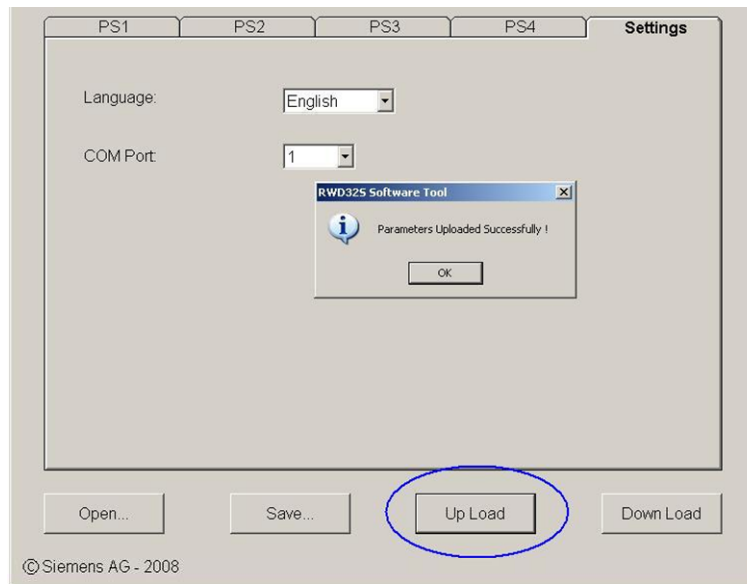 PS1 PS2 PS3 PS4 Settings
Language: English
COM Port: 1
RWD32S Software Tool
Parameters Uploaded Successfully !
OK
Open... Save... Up Load Down Load
© Siemens AG - 2008